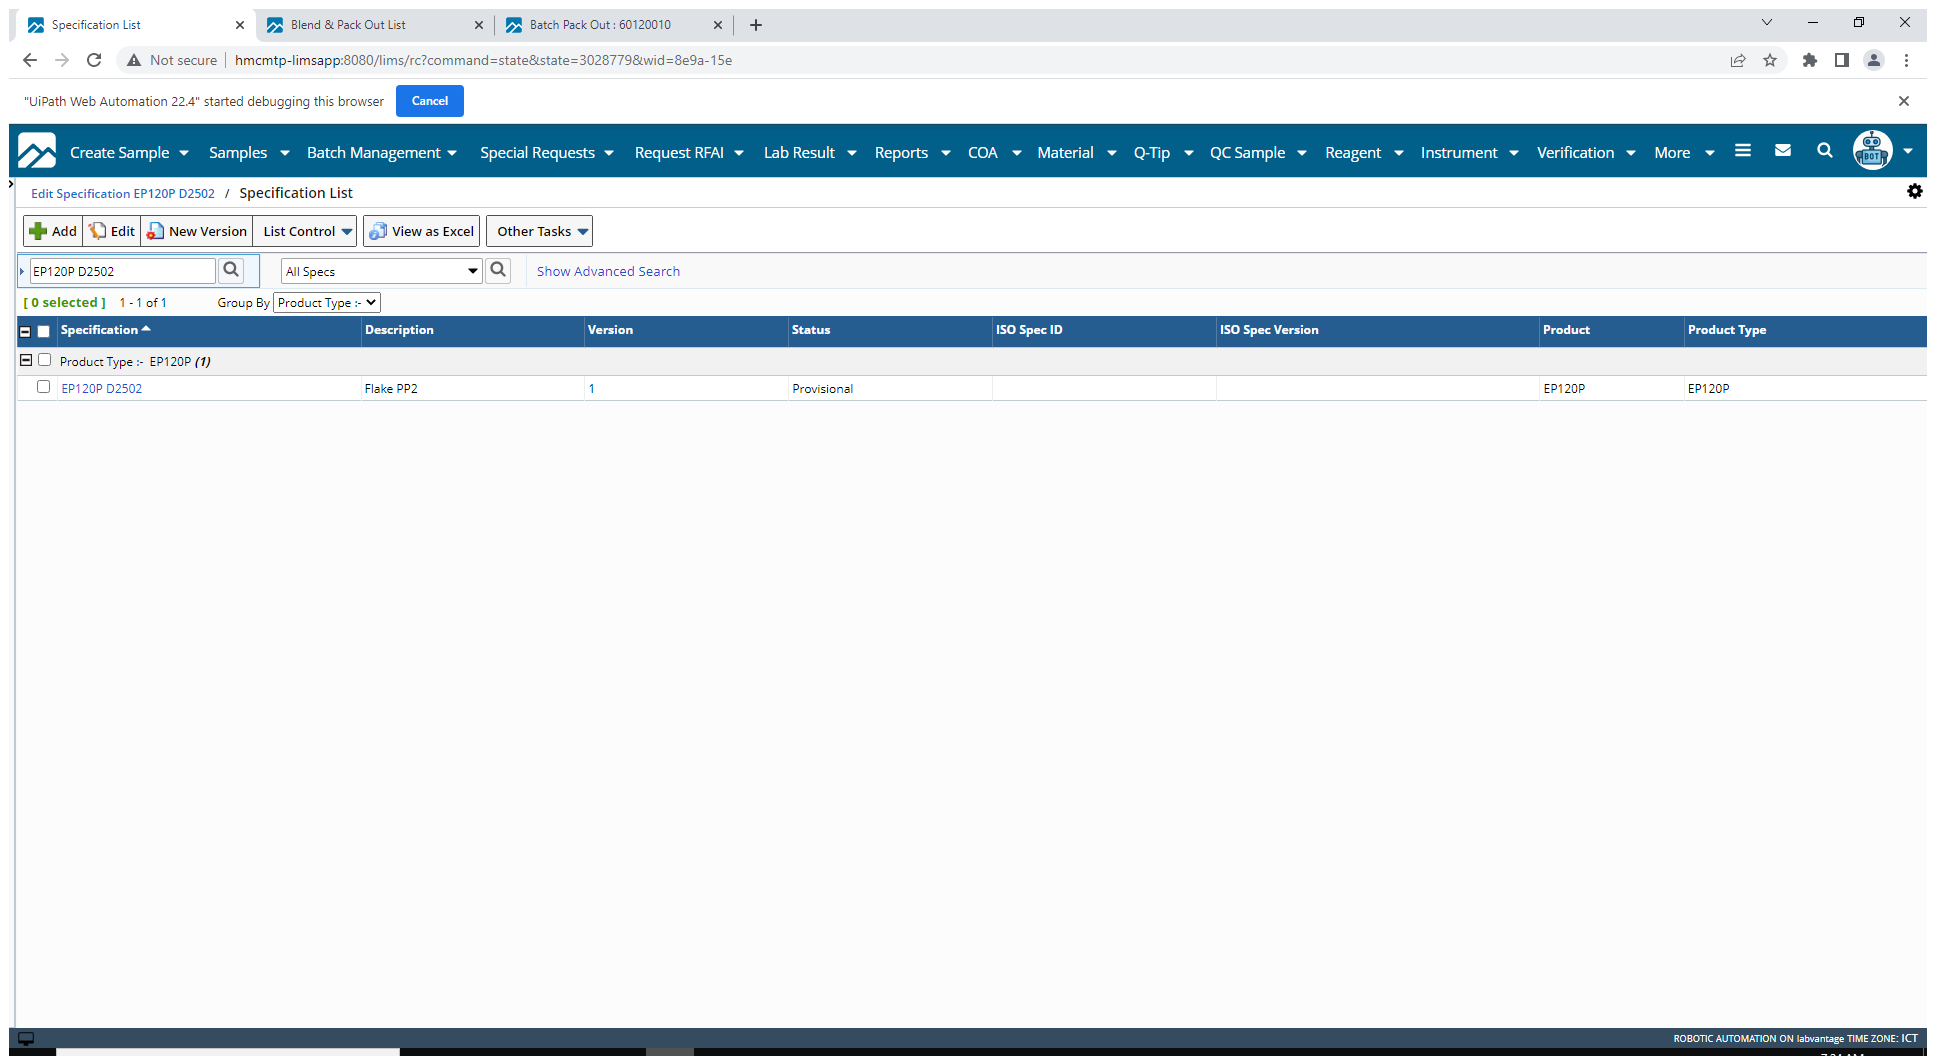 Specification List
Blend & Pack Out List
Batch Pack Out : 60120010
Not secure hmcmtp-limsapp:8080/lims/rc?command=state&state=3028779&wid=8e9a-15e
"UiPath Web Automation 22.4" started debugging this browser Cancel
Create Sample Samples Batch Management Special Requests Request RFAI Lab Result Reports COA Material Q-Tip QC Sample Reagent Instrument Verification More BOT
Edit Specification EP120P D2502 / Specification List
Add Edit New Version List Control View as Excel Other Tasks
EP120P D2502 All Specs Show Advanced Search
[ 0 selected ] 1 - 1 of 1 Group By Product Type :-
Specification Description Version Status ISO Spec ID ISO Spec Version Product Product Type
Product Type :- EP120P (1)
EP120P D2502 Flake PP2 1 Provisional EP120P EP120P
ROBOTIC AUTOMATION ON labvantage TIME ZONE: ICT